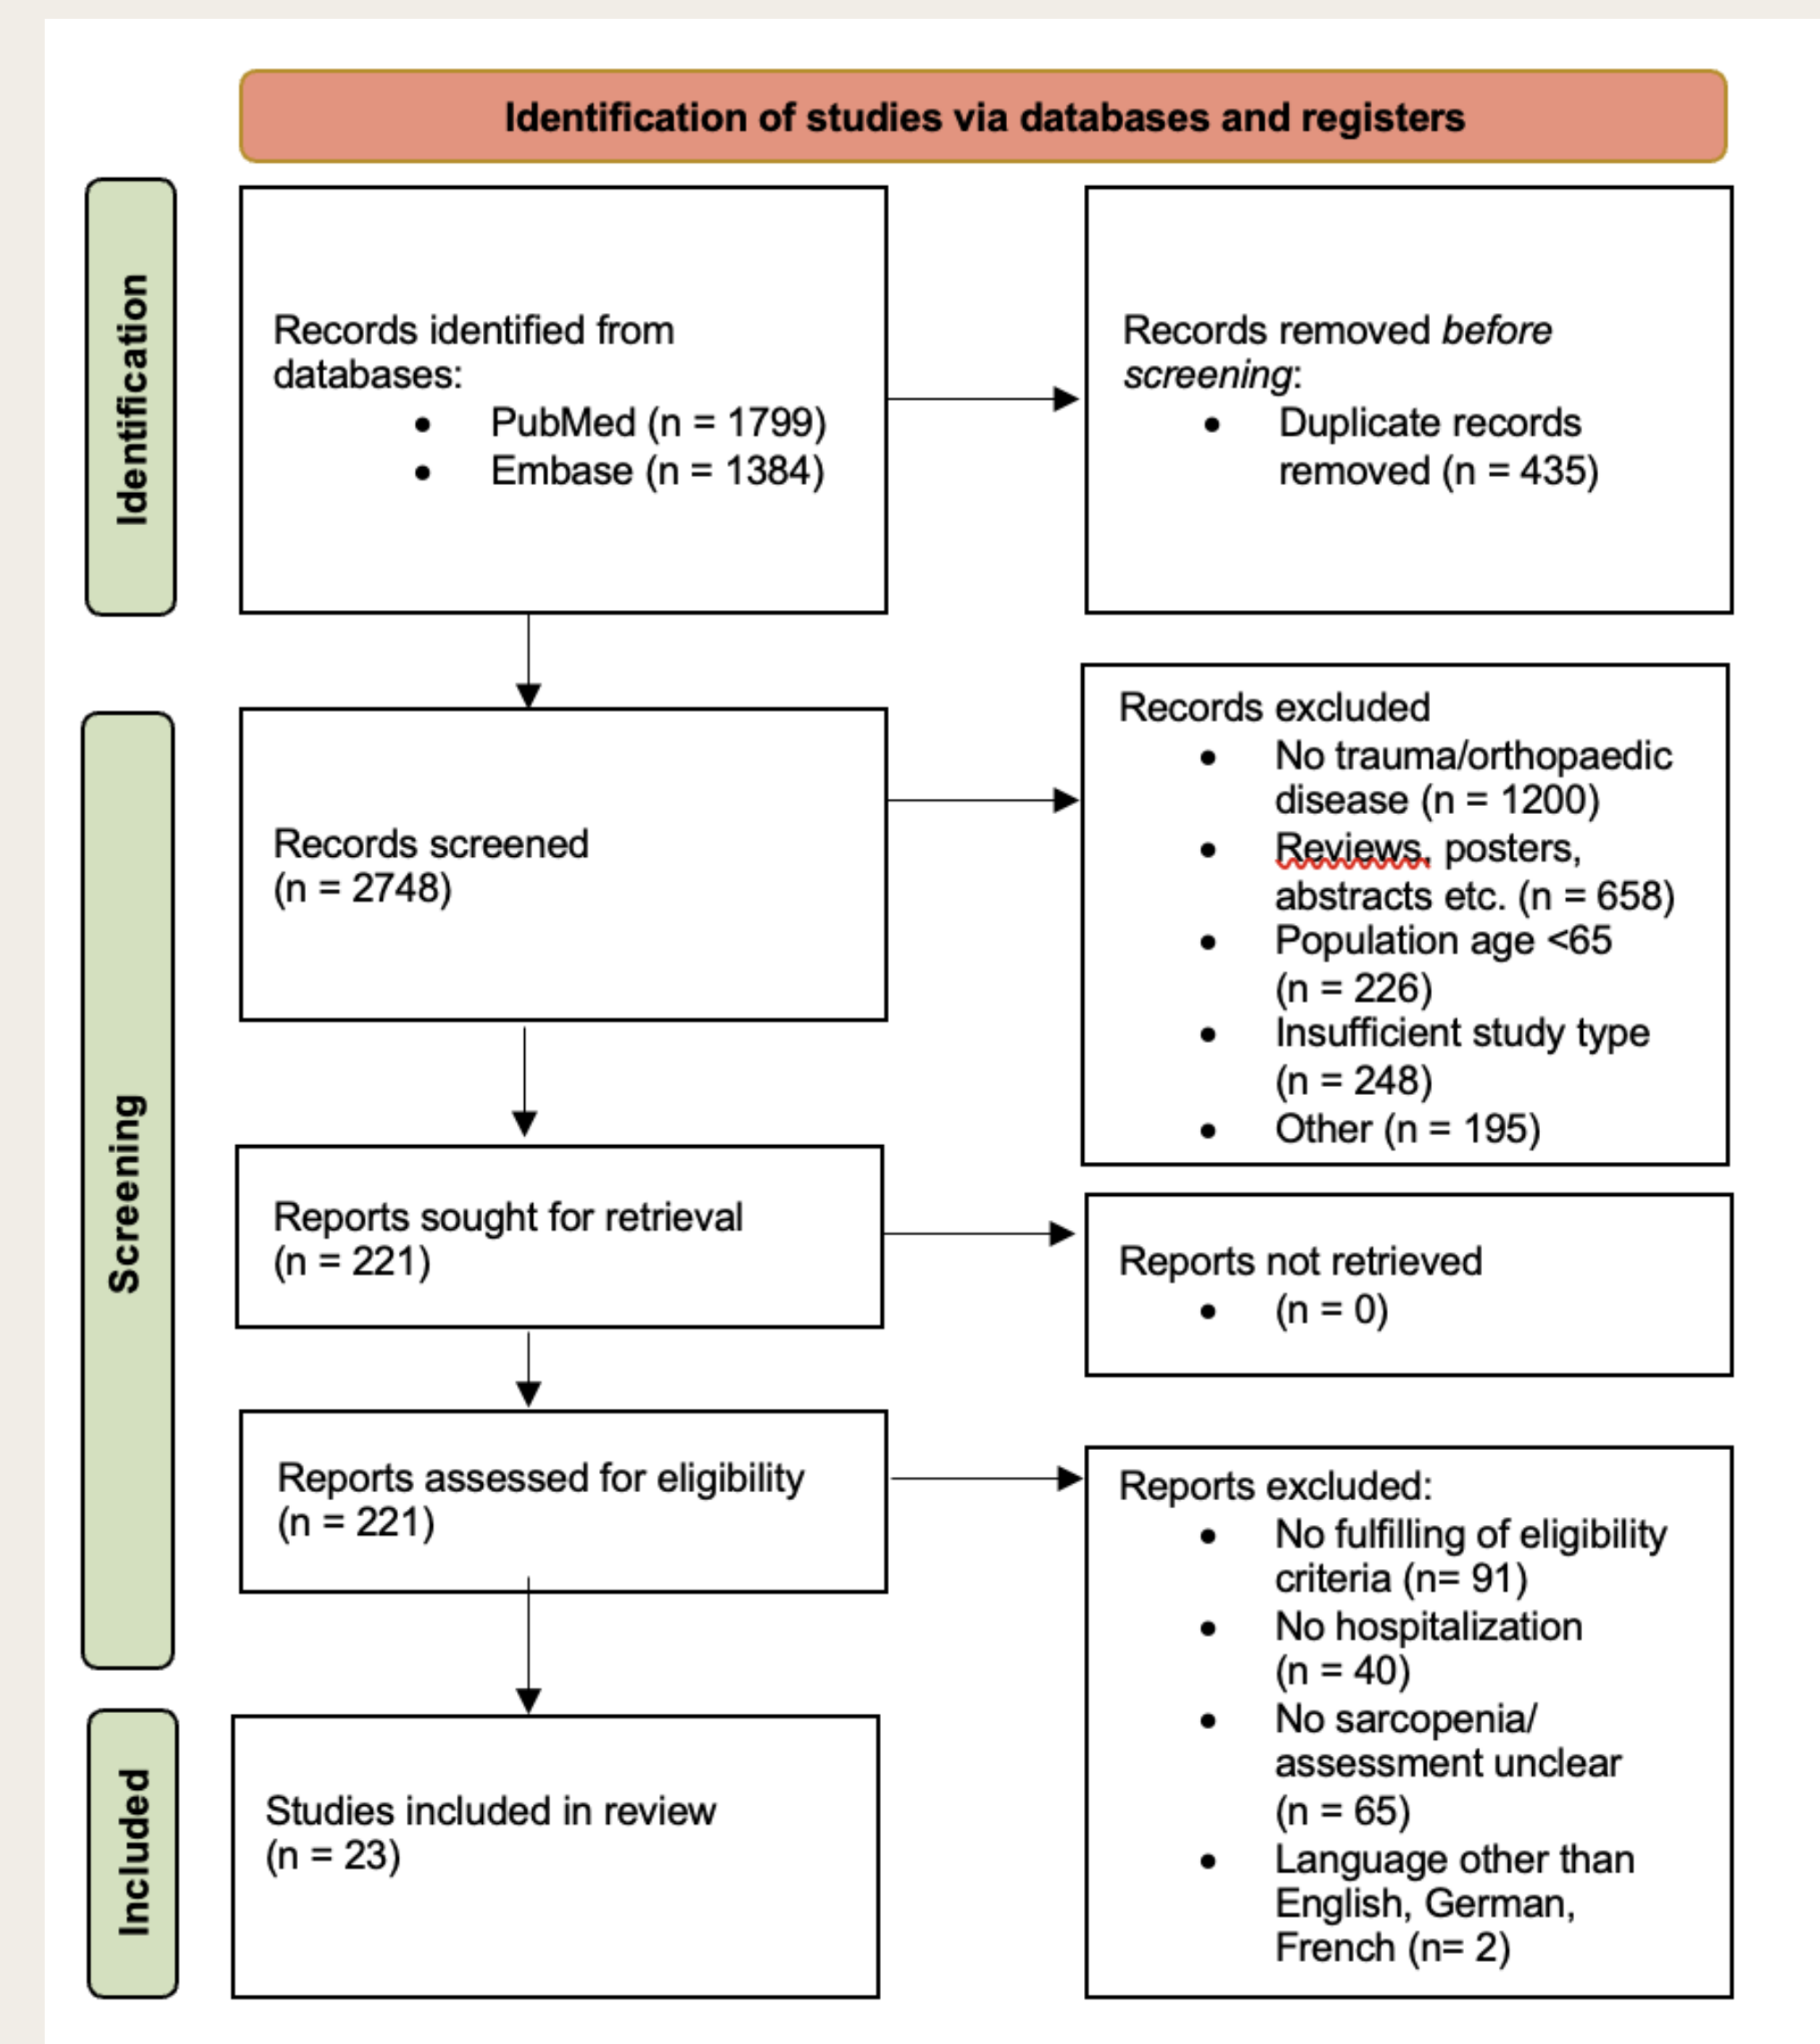 Identification of studies via databases and registers
Identification
Records identified from
databases:
• PubMed (n = 1799)
• Embase (n = 1384)
Records removed before
screening:
• Duplicate records
removed (n = 435)
Screening
Records screened
(n = 2748)
Records excluded
• No trauma/orthopaedic
disease (n = 1200)
• Reviews, posters,
abstracts etc. (n = 658)
• Population age <65
(n = 226)
• Insufficient study type
(n = 248)
• Other (n = 195)
Reports sought for retrieval
(n = 221)
Reports not retrieved
• (n = 0)
Reports assessed for eligibility
(n = 221)
Reports excluded:
• No fulfilling of eligibility
criteria (n= 91)
• No hospitalization
(n = 40)
• No sarcopenia/
assessment unclear
(n = 65)
• Language other than
English, German,
French (n= 2)
Included
Studies included in review
(n = 23)